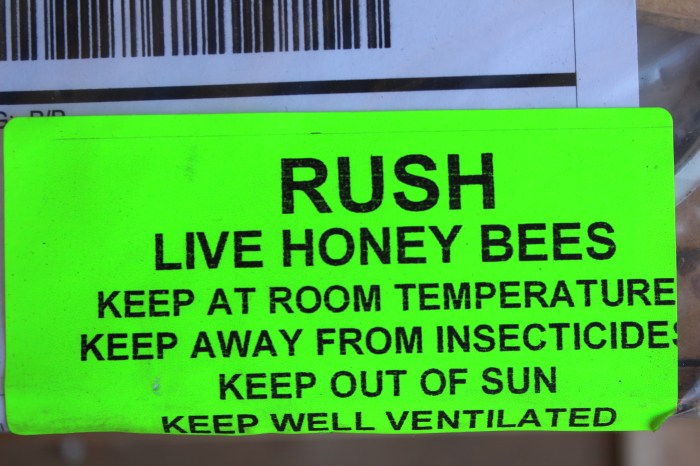 RUSH
LIVE HONEY BEES
KEEP AT ROOM TEMPERATURE
KEEP AWAY FROM INSECTICIDES
KEEP OUT OF SUN
KEEP WELL VENTILATED